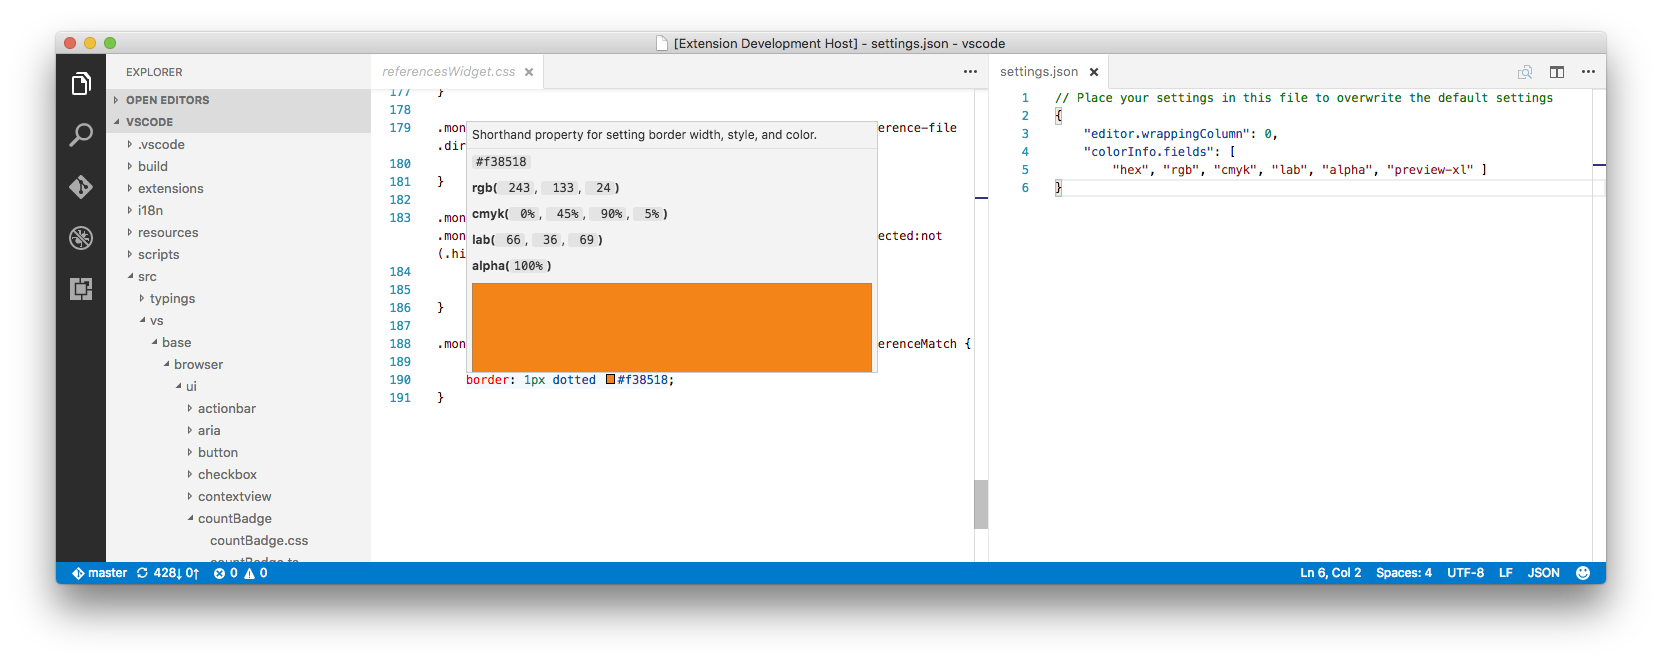 [Extension Development Host] - settings.json - vscode
EXPLORER
OPEN EDITORS
VSCODE
.vscode
build
extensions
i18n
resources
scripts
src
typings
vs
base
browser
ui
actionbar
aria
button
checkbox
contextview
countBadge
countBadge.css
countBadge.ts
referencesWidget.css
177 }
178
179 .mon erence-file
.dir
180
181 }
182
183 .mon
.mon ected:not
(.hi
184
185
186 }
187
188 .mon erenceMatch {
189
190 border: 1px dotted #f38518;
191 }
Shorthand property for setting border width, style, and color.
#f38518
rgb( 243, 133, 24)
cmyk( 0%, 45%, 90%, 5%)
lab( 66, 36, 69)
alpha(100%)
settings.json
1 // Place your settings in this file to overwrite the default settings
2 {
3 "editor.wrappingColumn": 0,
4 "colorInfo.fields": [
5 "hex", "rgb", "cmyk", "lab", "alpha", "preview-xl" ]
6 }
master 428↓ 0↑ 0 0
Ln 6, Col 2 Spaces: 4 UTF-8 LF JSON